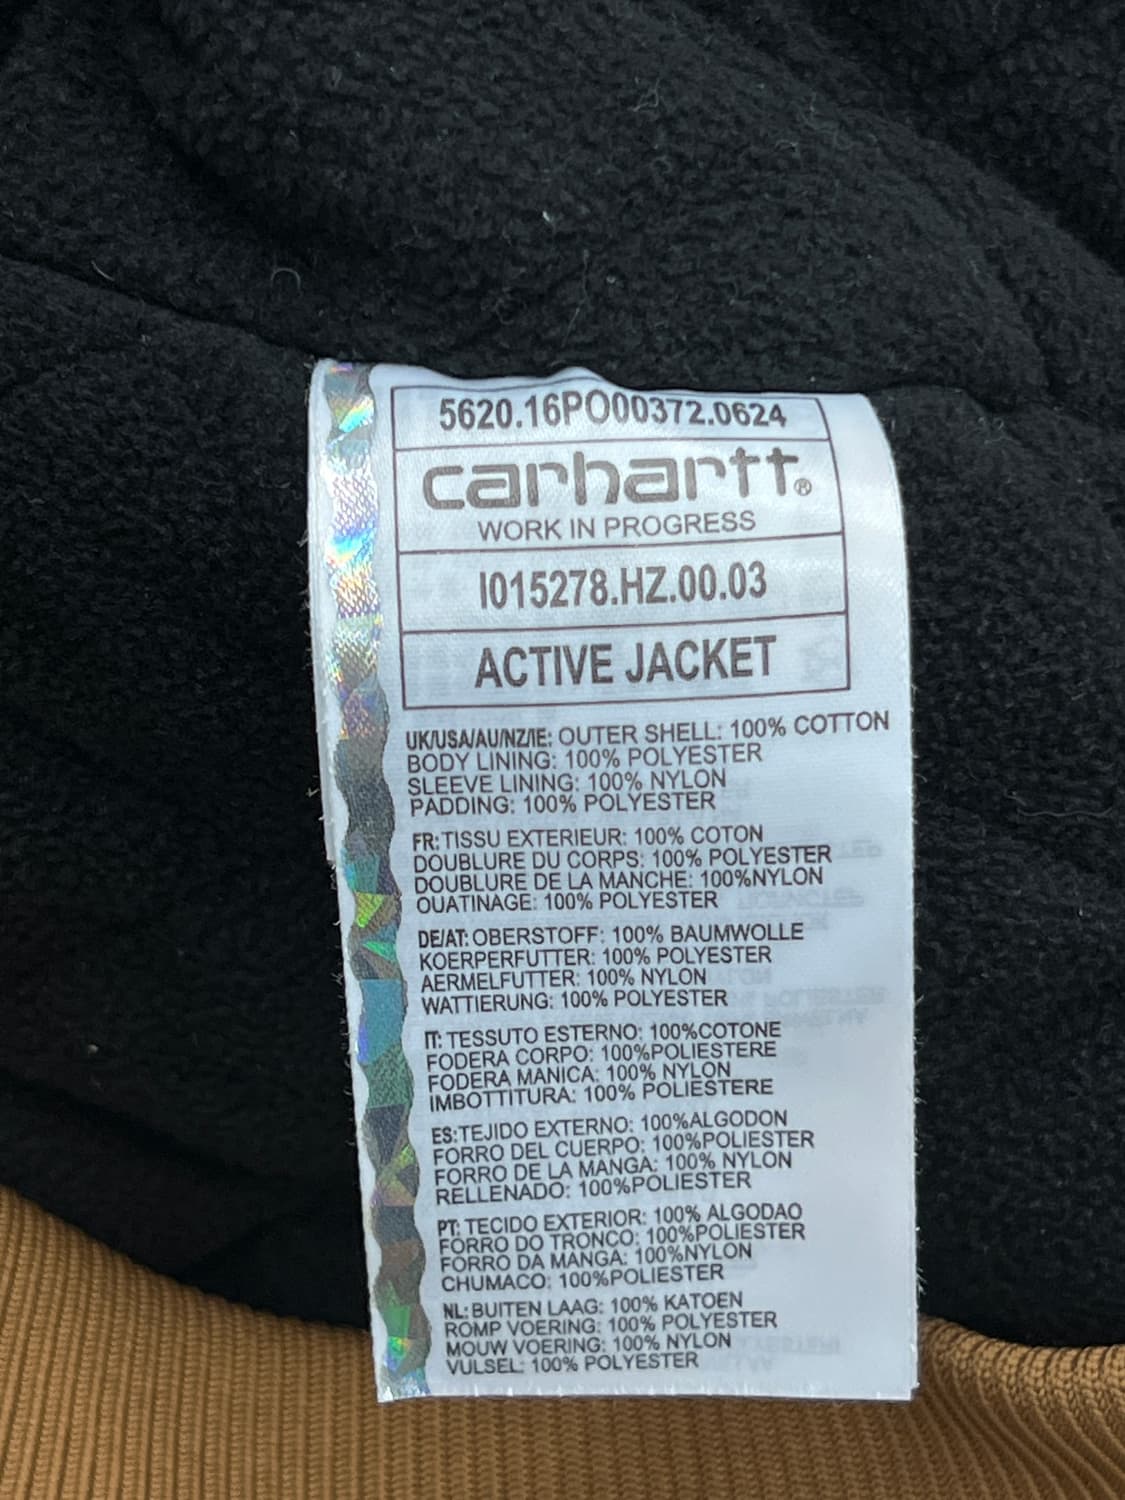 5620.16PO00372.0624
carhartt®
WORK IN PROGRESS
I015278.HZ.00.03
ACTIVE JACKET
UK/USA/AU/NZ/IE: OUTER SHELL: 100% COTTON
BODY LINING: 100% POLYESTER
SLEEVE LINING: 100% NYLON
PADDING: 100% POLYESTER
FR: TISSU EXTERIEUR: 100% COTON
DOUBLURE DU CORPS: 100% POLYESTER
DOUBLURE DE LA MANCHE: 100%NYLON
OUATINAGE: 100% POLYESTER
DE/AT: OBERSTOFF: 100% BAUMWOLLE
KOERPERFUTTER: 100% POLYESTER
AERMELFUTTER: 100% NYLON
WATTIERUNG: 100% POLYESTER
IT: TESSUTO ESTERNO: 100%COTONE
FODERA CORPO: 100%POLIESTERE
FODERA MANICA: 100% NYLON
IMBOTTITURA: 100% POLIESTERE
ES:TEJIDO EXTERNO: 100%ALGODON
FORRO DEL CUERPO: 100%POLIESTER
FORRO DE LA MANGA: 100% NYLON
RELLENADO: 100%POLIESTER
PT: TECIDO EXTERIOR: 100% ALGODAO
FORRO DO TRONCO: 100%POLIESTER
FORRO DA MANGA: 100%NYLON
CHUMACO: 100%POLIESTER
NL: BUITEN LAAG: 100% KATOEN
ROMP VOERING: 100% POLYESTER
MOUW VOERING: 100% NYLON
VULSEL: 100% POLYESTER